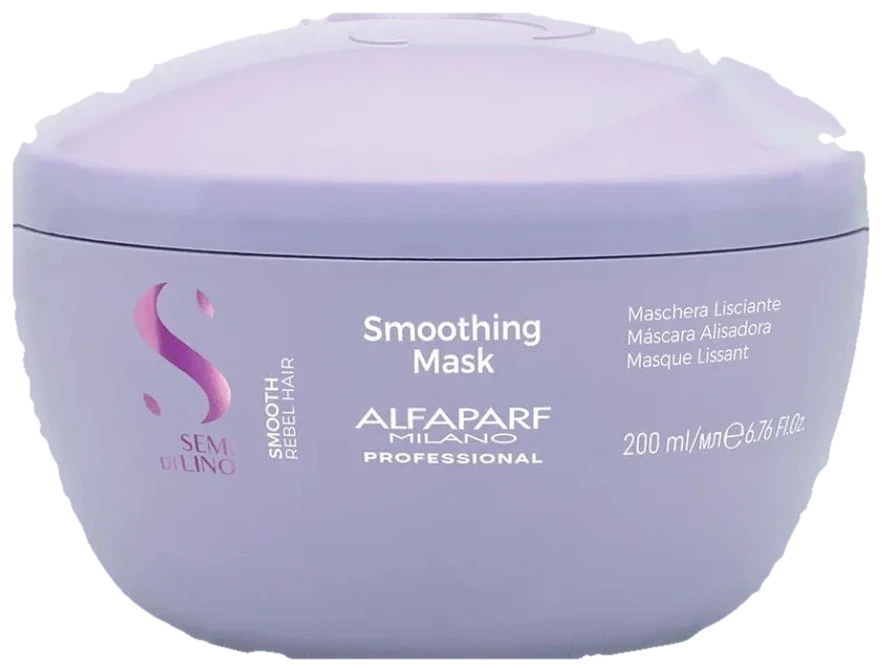 SEMI
DI LINO
SMOOTH
REBEL HAIR
Smoothing
Mask
ALFAPARF
MILANO
PROFESSIONAL
Maschera Lisciante
Máscara Alisadora
Masque Lissant
200 ml/мл℮6.76 Fl.Oz.